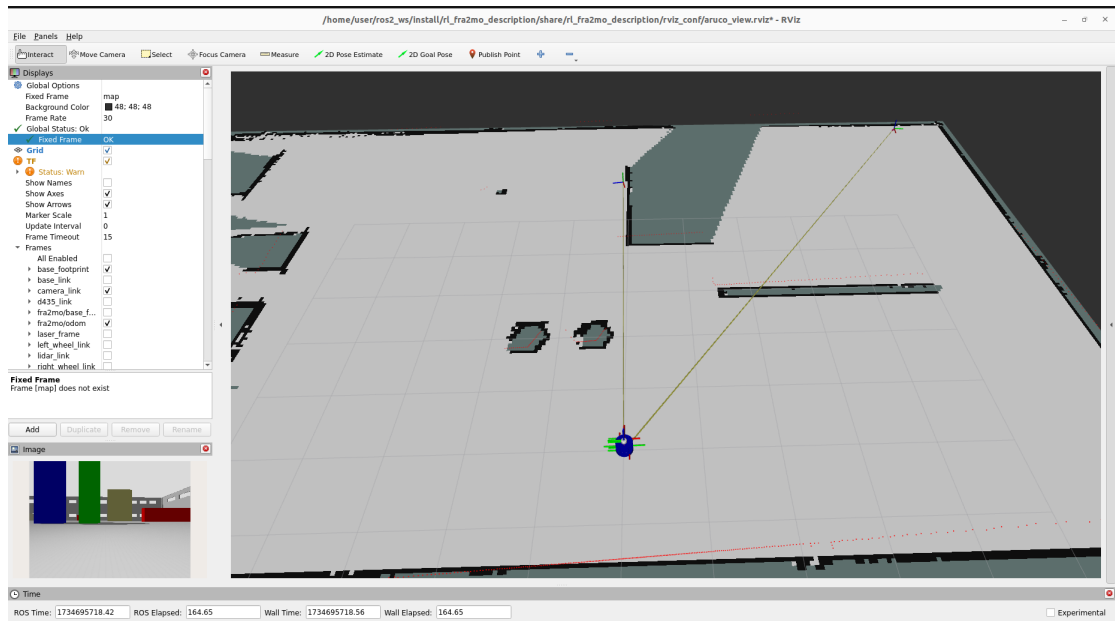 /home/user/ros2_ws/install/rl_fra2mo_description/share/rl_fra2mo_description/rviz_conf/aruco_view.rviz* - RViz
File Panels Help
Interact Move Camera Select Focus Camera Measure 2D Pose Estimate 2D Goal Pose Publish Point
Displays
Global Options
Fixed Frame map
Background Color 48; 48; 48
Frame Rate 30
Global Status: Ok
Fixed Frame OK
Grid
TF
Status: Warn
Show Names
Show Axes
Show Arrows
Marker Scale 1
Update Interval 0
Frame Timeout 15
Frames
All Enabled
base_footprint
base_link
camera_link
d435_link
fra2mo/base_f...
fra2mo/odom
laser_frame
left_wheel_link
lidar_link
right_wheel_link
Fixed Frame
Frame [map] does not exist
Add Duplicate Remove Rename
Image
Time
ROS Time: 1734695718.42 ROS Elapsed: 164.65 Wall Time: 1734695718.56 Wall Elapsed: 164.65 Experimental